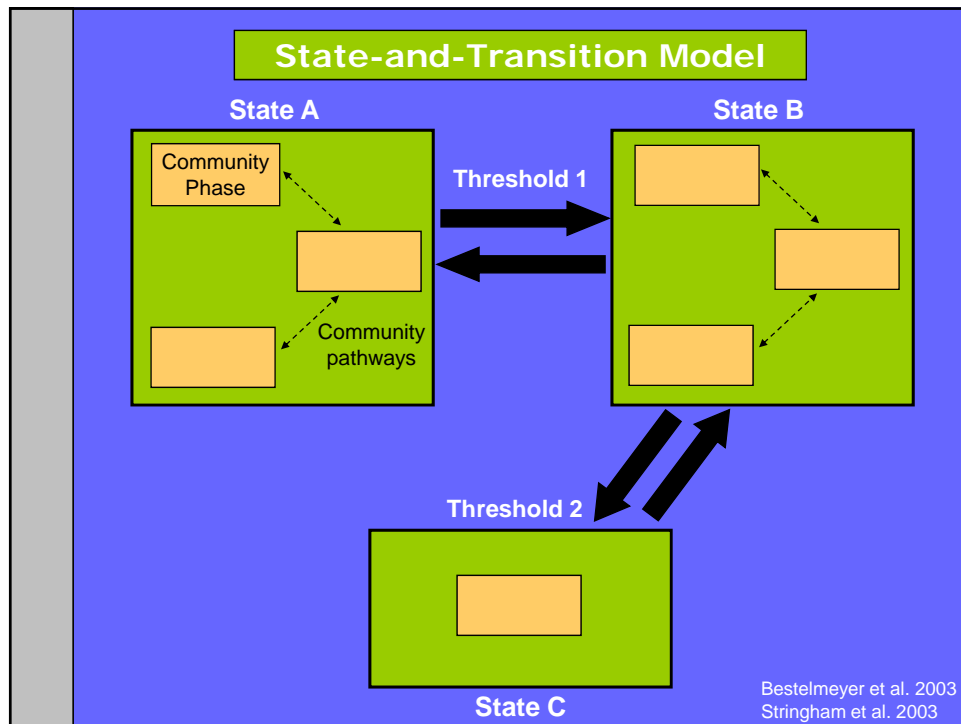 State-and-Transition Model
State A
State B
Community
Phase
Threshold 1
Community
pathways
Threshold 2
State C
Bestelmeyer et al. 2003
Stringham et al. 2003